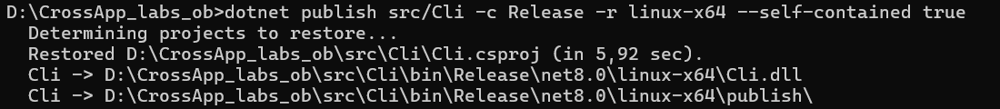 D:\CrossApp_labs_ob>dotnet publish src/Cli -c Release -r linux-x64 --self-contained true
Determining projects to restore...
Restored D:\CrossApp_labs_ob\src\Cli\Cli.csproj (in 5,92 sec).
Cli -> D:\CrossApp_labs_ob\src\Cli\bin\Release\net8.0\linux-x64\Cli.dll
Cli -> D:\CrossApp_labs_ob\src\Cli\bin\Release\net8.0\linux-x64\publish\